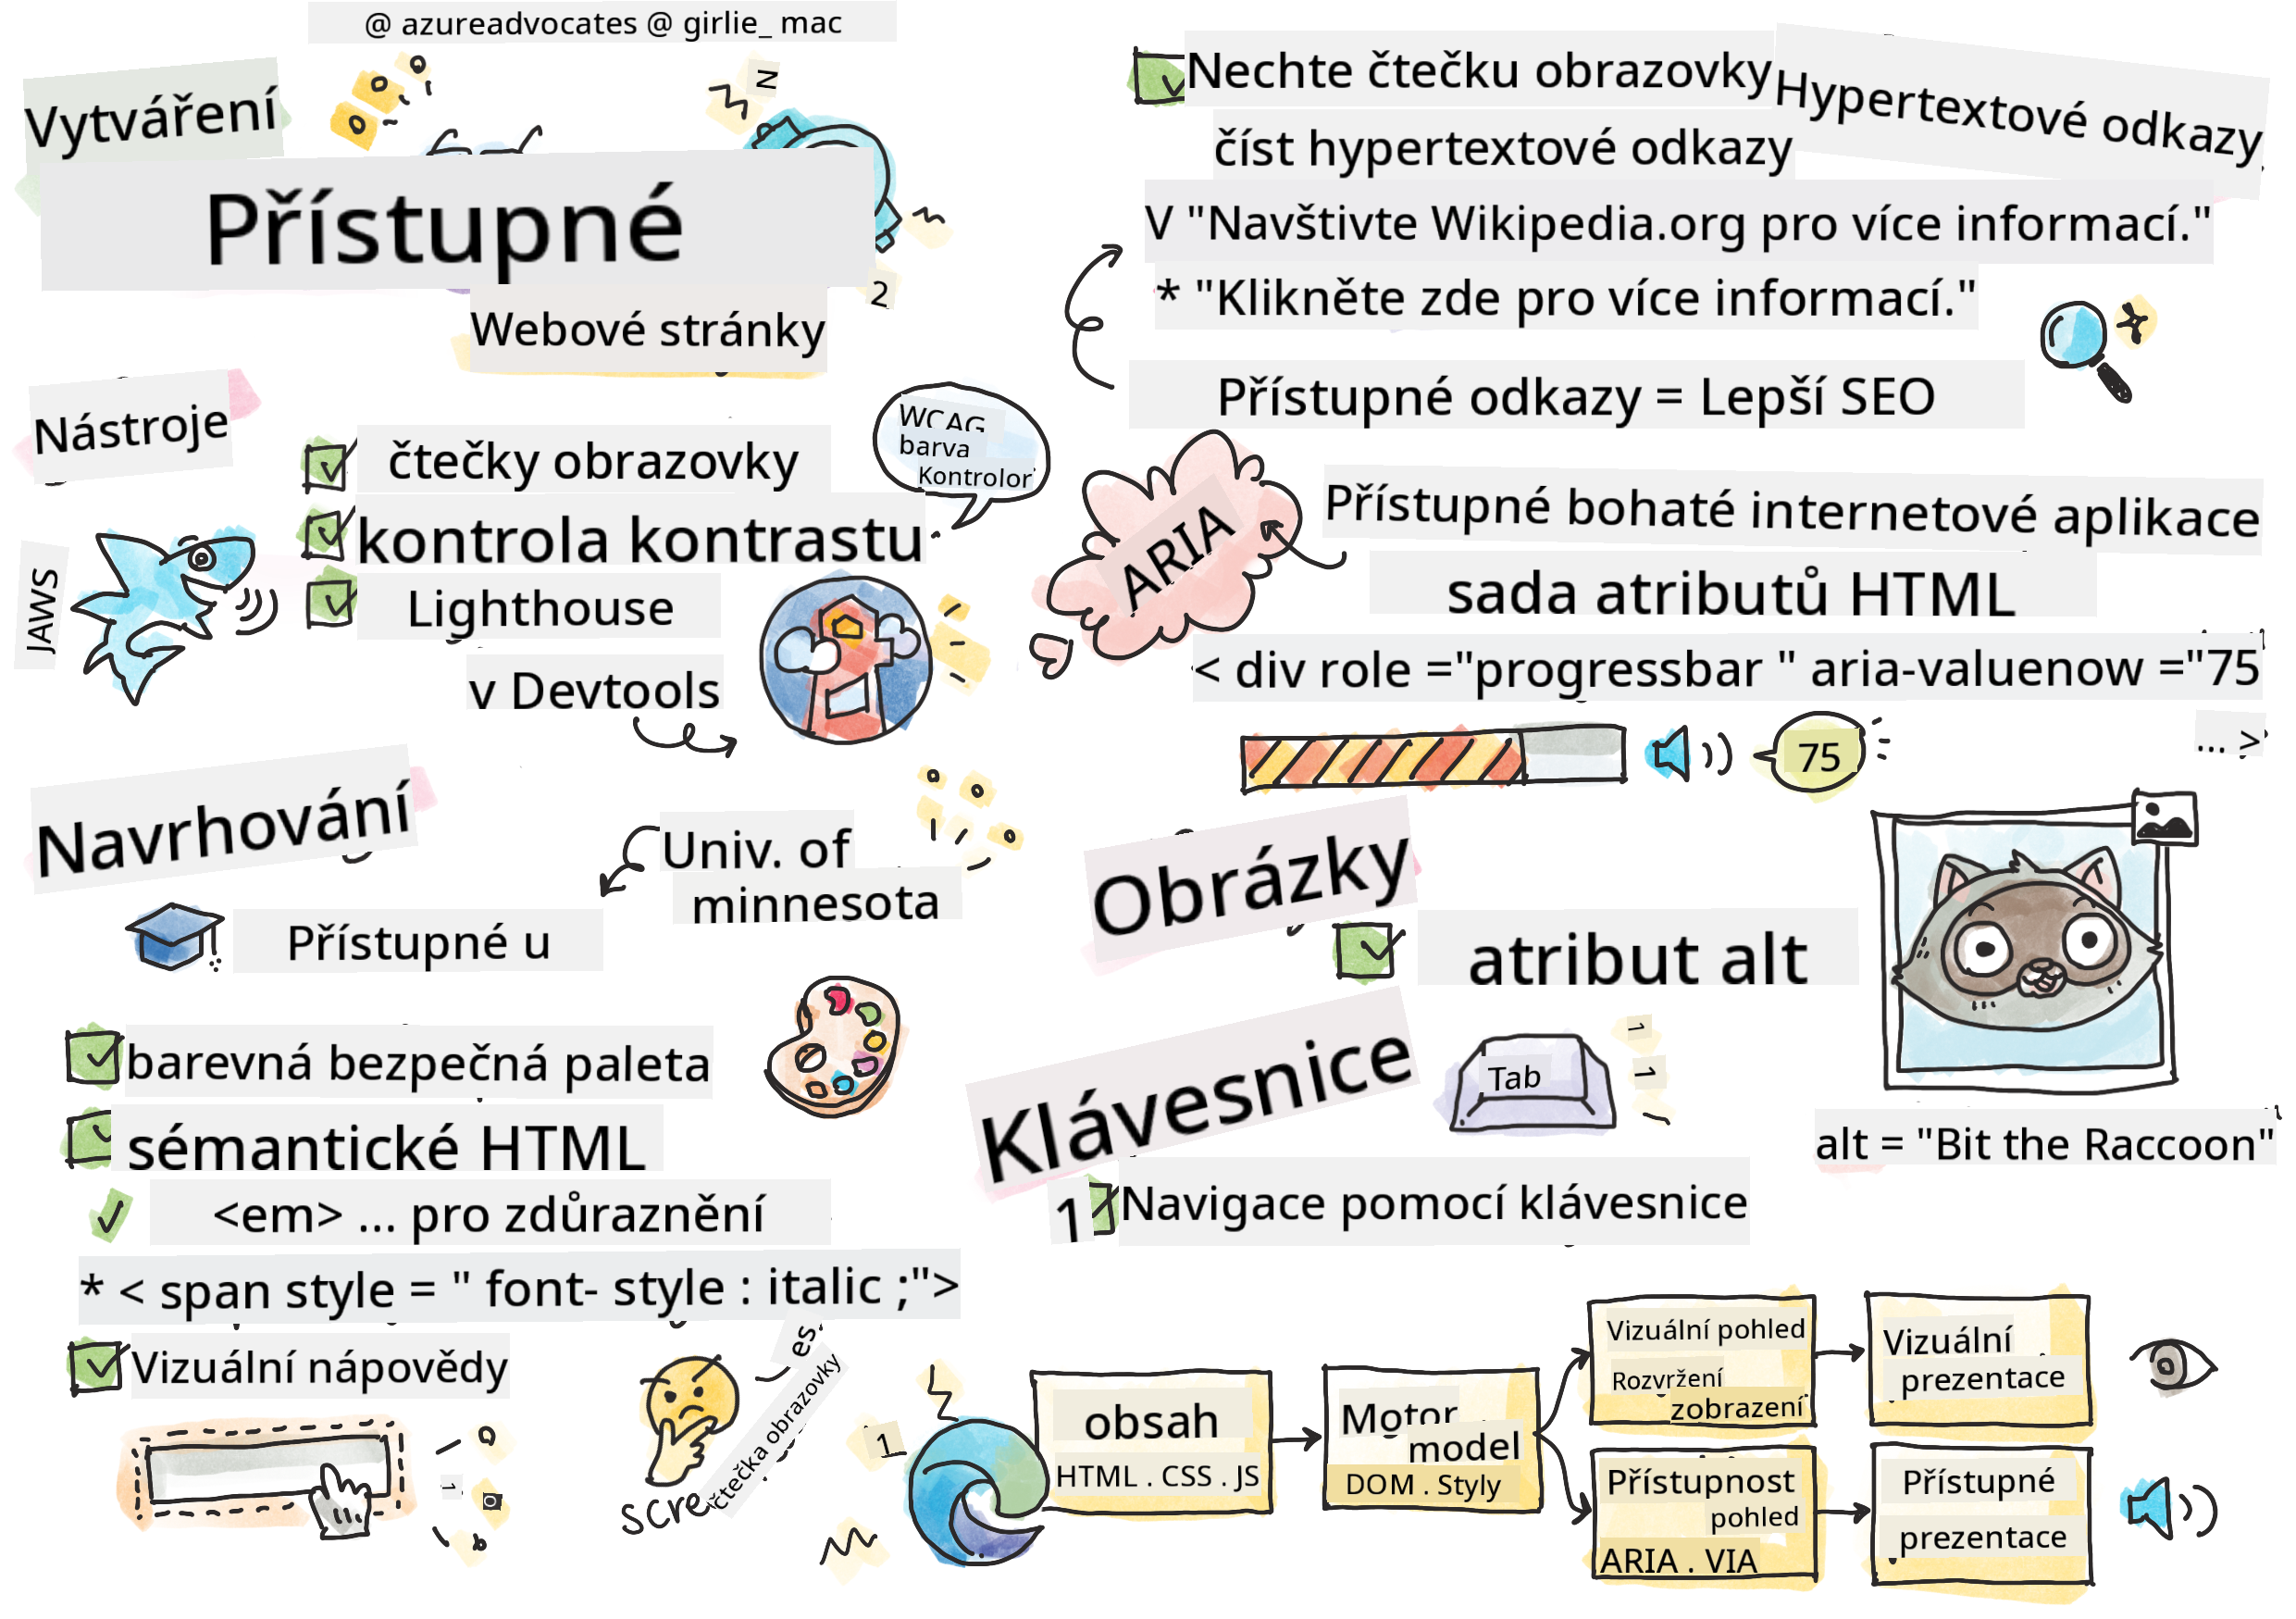 @ azureadvocates @ girlie_ mac
Vytváření
Přístupné
Webové stránky
N
2
Nástroje
čtečky obrazovky
kontrola kontrastu
Lighthouse
v Devtools
WCAG
barva
Kontrolor
JAWS
Navrhování
Univ. of
minnesota
Přístupné u
barevná bezpečná paleta
sémantické HTML
<em> ... pro zdůraznění
* < span style = " font- style : italic ;">
Vizuální nápovědy
1
es
čtečka obrazovky
scre
Nechte čtečku obrazovky
číst hypertextové odkazy
Hypertextové odkazy
V "Navštivte Wikipedia.org pro více informací."
* "Klikněte zde pro více informací."
Přístupné odkazy = Lepší SEO
ARIA
Přístupné bohaté internetové aplikace
sada atributů HTML
< div role ="progressbar " aria-valuenow ="75
... >
75
Obrázky
atribut alt
alt = "Bit the Raccoon"
Klávesnice
Tab
1
1
1
Navigace pomocí klávesnice
1
obsah
HTML . CSS . JS
Motor
model
DOM . Styly
Vizuální pohled
Rozvržení
zobrazení
Vizuální
prezentace
Přístupnost
pohled
ARIA . VIA
Přístupné
prezentace